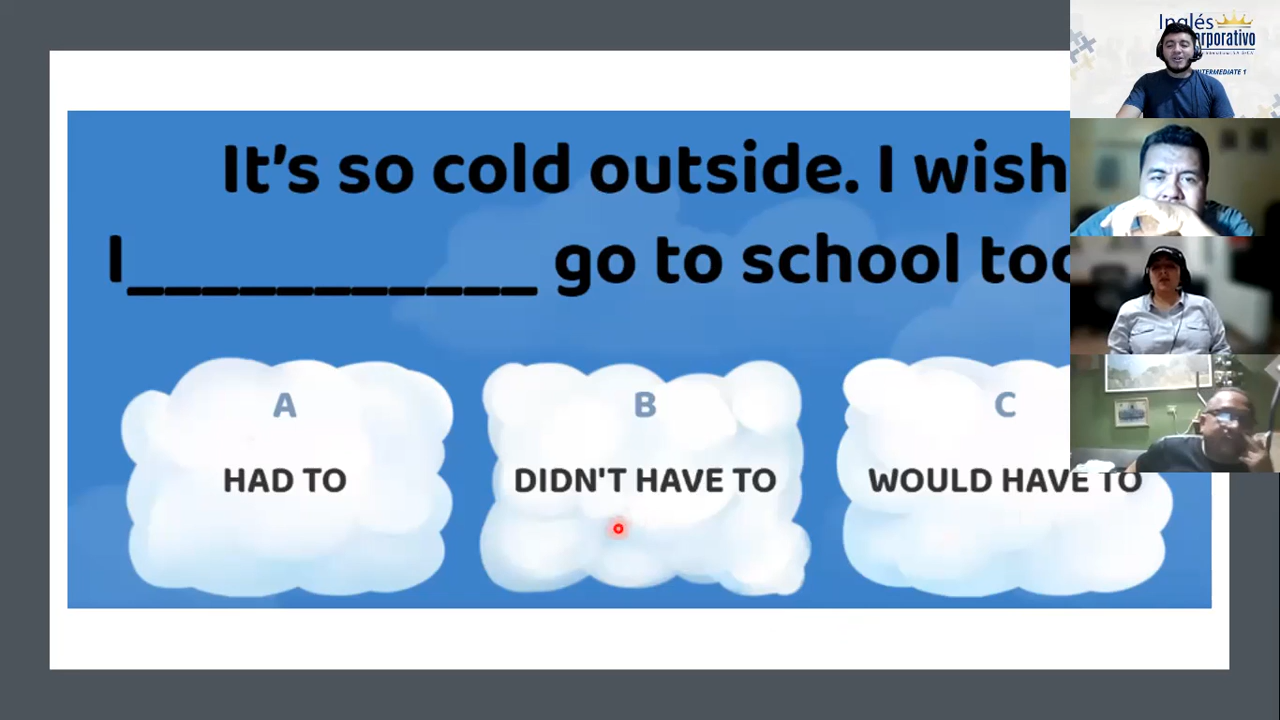 It's so cold outside. I wish
I___________ go to school
A
HAD TO
B
DIDN'T HAVE TO
C
WOULD HAVE TO
Inglés
INTERMEDIATE 1